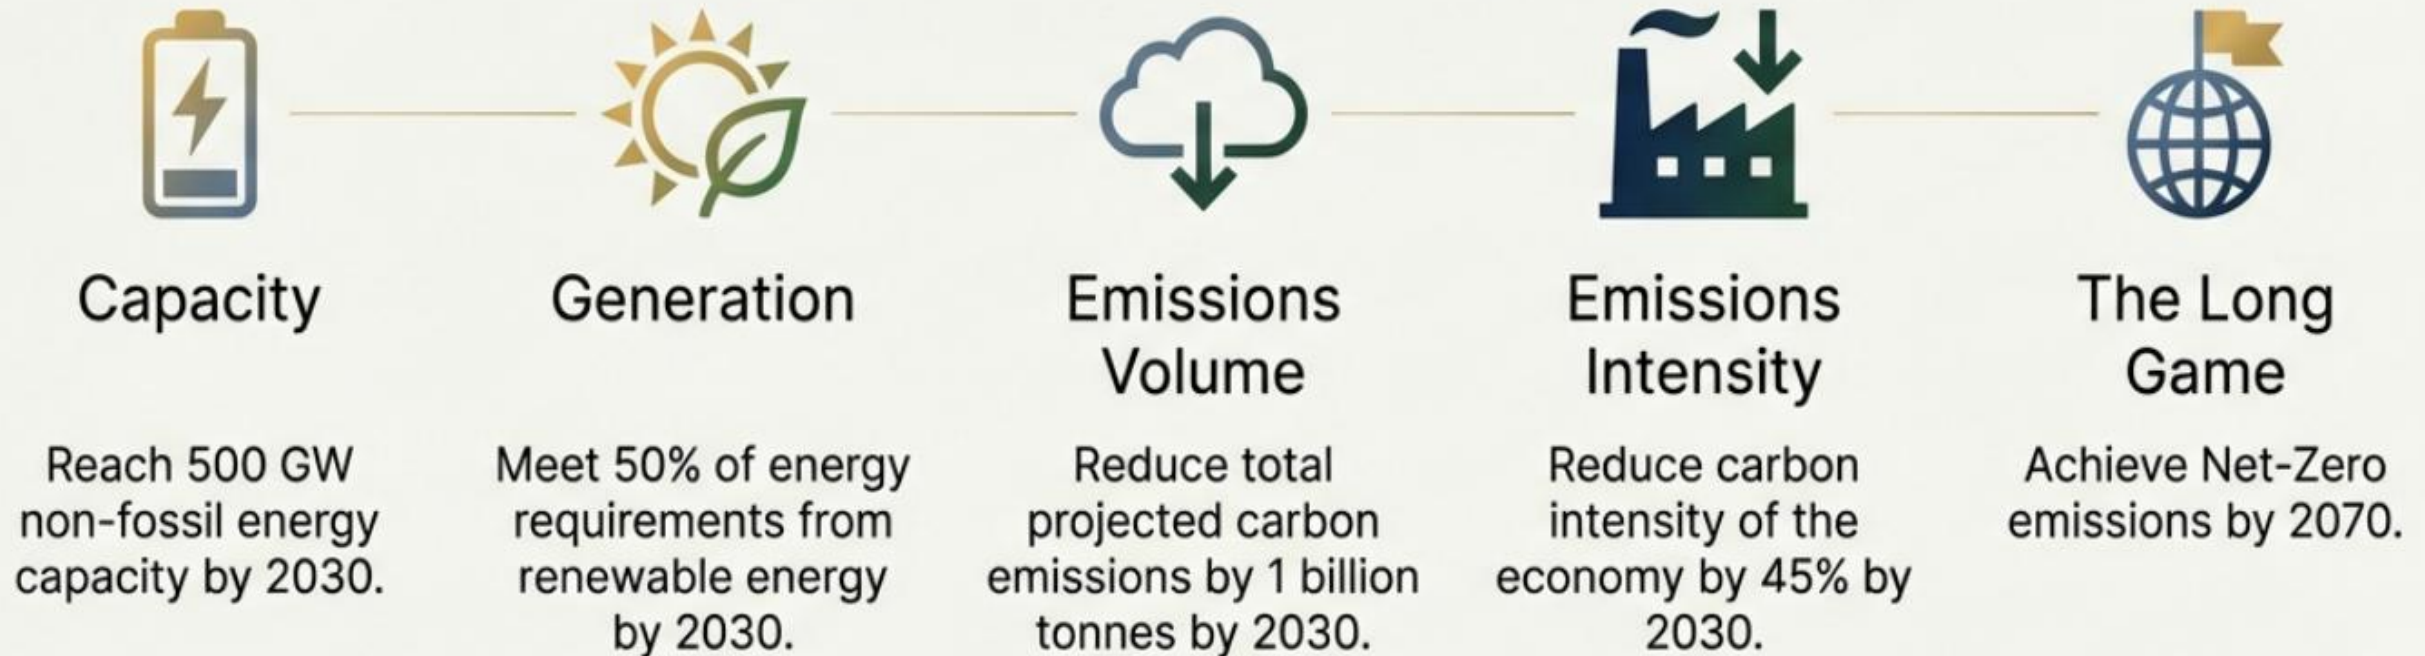 Capacity
Reach 500 GW
non-fossil energy
capacity by 2030.
Generation
Meet 50% of energy
requirements from
renewable energy
by 2030.
Emissions
Volume
Reduce total
projected carbon
emissions by 1 billion
tonnes by 2030.
Emissions
Intensity
Reduce carbon
intensity of the
economy by 45% by
2030.
The Long
Game
Achieve Net-Zero
emissions by 2070.